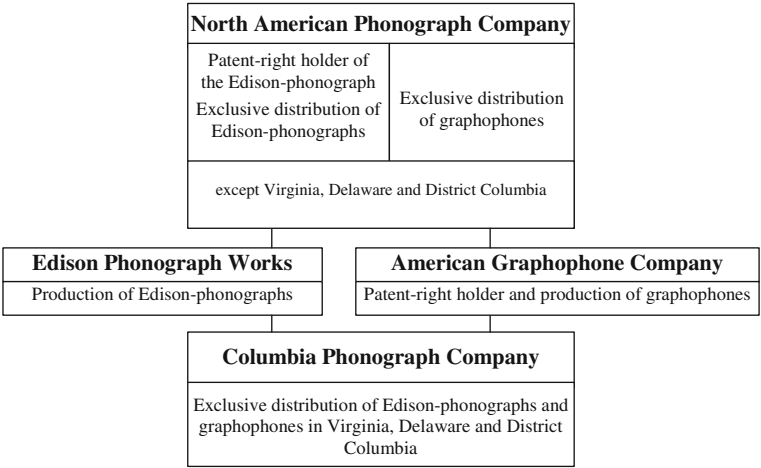 North American Phonograph Company
Patent-right holder of
the Edison-phonograph
Exclusive distribution of
Edison-phonographs
Exclusive distribution
of graphophones
except Virginia, Delaware and District Columbia
Edison Phonograph Works
Production of Edison-phonographs
American Graphophone Company
Patent-right holder and production of graphophones
Columbia Phonograph Company
Exclusive distribution of Edison-phonographs and
graphophones in Virginia, Delaware and District
Columbia